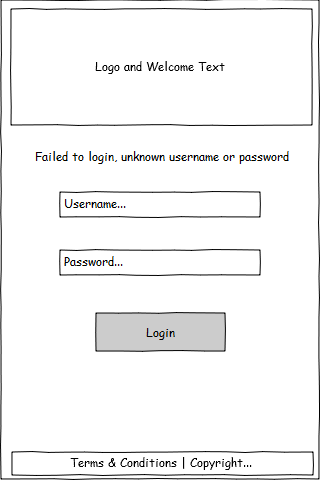 Logo and Welcome Text
Failed to login, unknown username or password
Username...
Password...
Login
Terms & Conditions | Copyright...